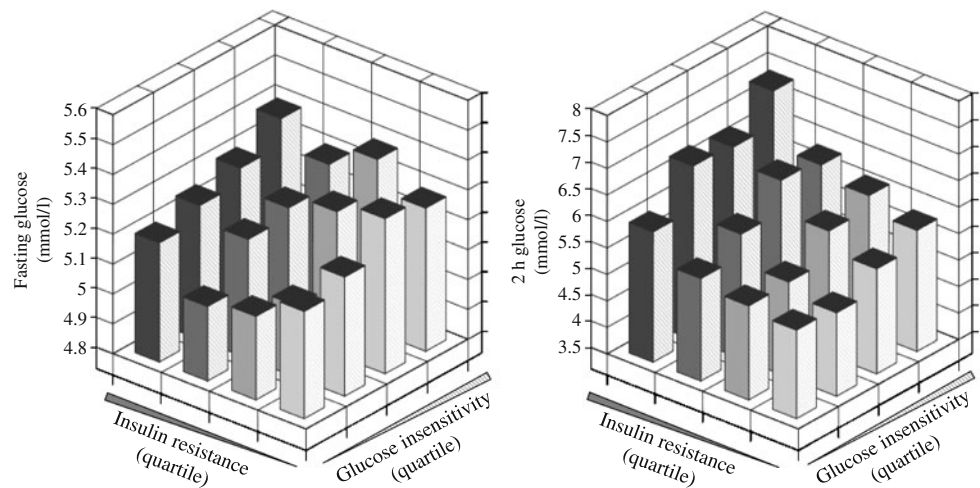 Fasting glucose
(mmol/l)
5.6
5.5
5.4
5.3
5.2
5.1
5
4.9
4.8
Insulin resistance
(quartile)
Glucose insensitivity
(quartile)
2 h glucose
(mmol/l)
8
7.5
7
6.5
6
5.5
5
4.5
4
3.5
Insulin resistance
(quartile)
Glucose insensitivity
(quartile)